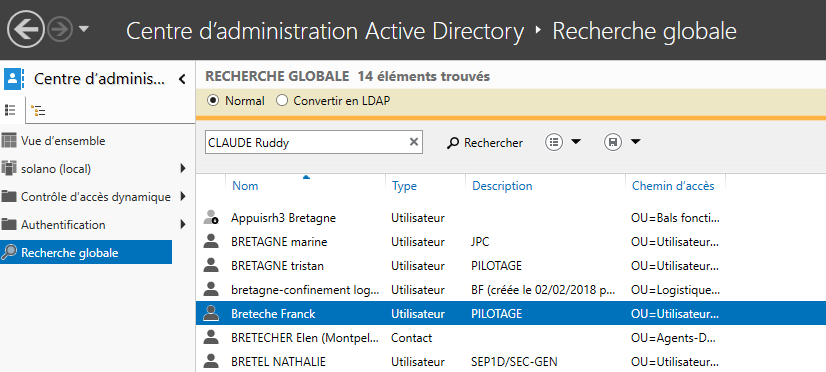 Centre d'administration Active Directory ‣ Recherche globale
Centre d'adminis...
RECHERCHE GLOBALE 14 éléments trouvés
Normal Convertir en LDAP
Vue d'ensemble
solano (local)
Contrôle d'accès dynamique
Authentification
Recherche globale
CLAUDE Ruddy
Rechercher
Nom Type Description Chemin d'accès
Appuisrh3 Bretagne Utilisateur OU=Bals foncti...
BRETAGNE marine Utilisateur JPC OU=Utilisateur...
BRETAGNE tristan Utilisateur PILOTAGE OU=Utilisateur...
bretagne-confinement log... Utilisateur BF (créée le 02/02/2018 p... OU=Logistique...
Breteche Franck Utilisateur PILOTAGE OU=Utilisateur...
BRETECHER Elen (Montpel... Contact OU=Agents-D...
BRETEL NATHALIE Utilisateur SEP1D/SEC-GEN OU=Utilisateur...